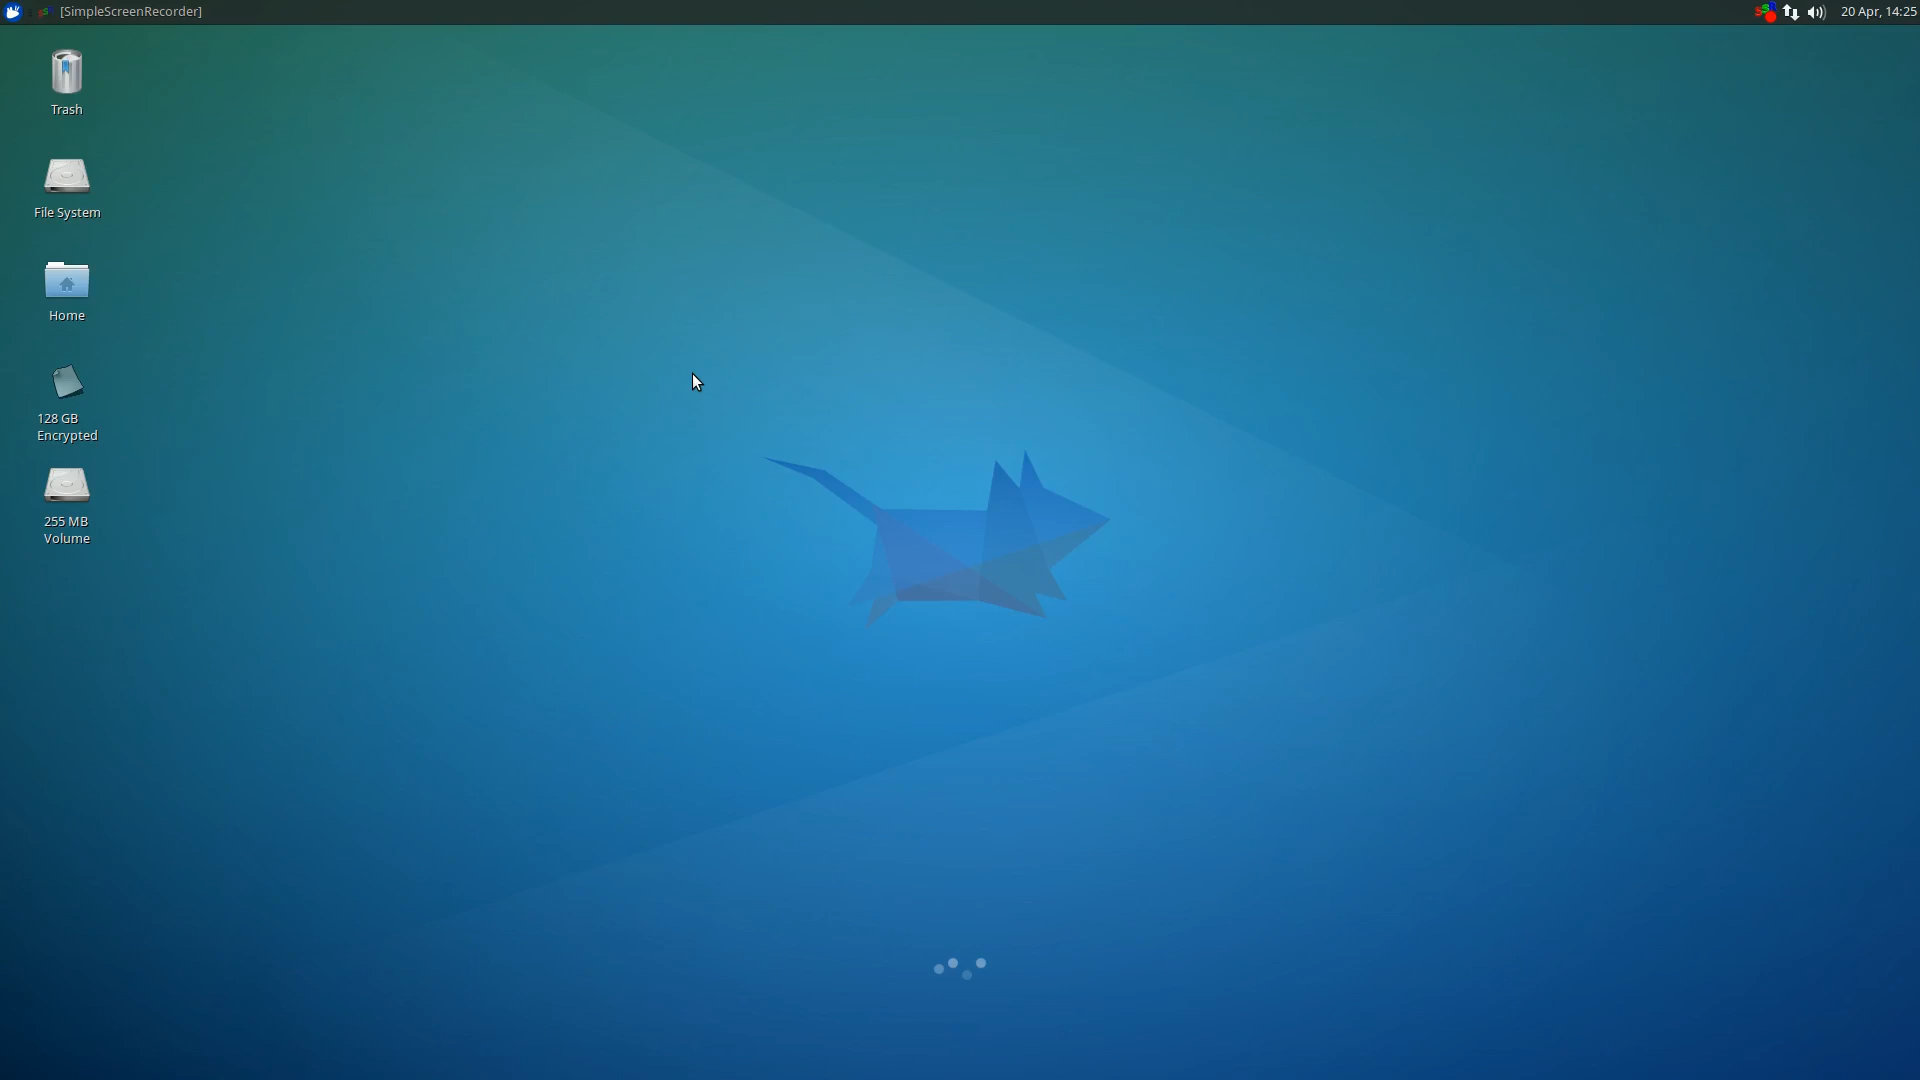 [SimpleScreenRecorder]
20 Apr, 14:25
Trash
File System
Home
128 GB
Encrypted
255 MB
Volume